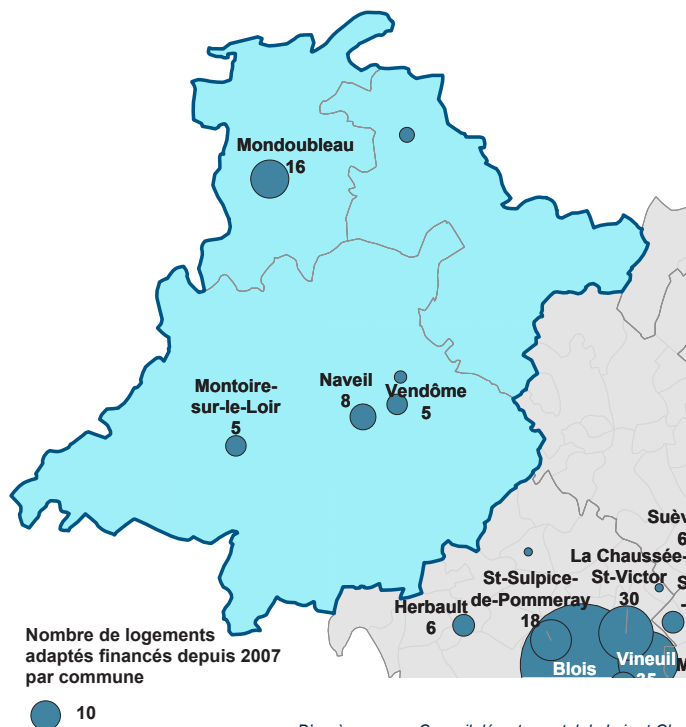 Mondoubleau
16
Montoire-
sur-le-Loir
5
Naveil
8
Vendôme
5
La Chaussée-
St-Victor
30
St-Sulpice-
de-Pommeray
18
Herbault
6
Blois
Vineuil
Nombre de logements
adaptés financés depuis 2007
par commune
10